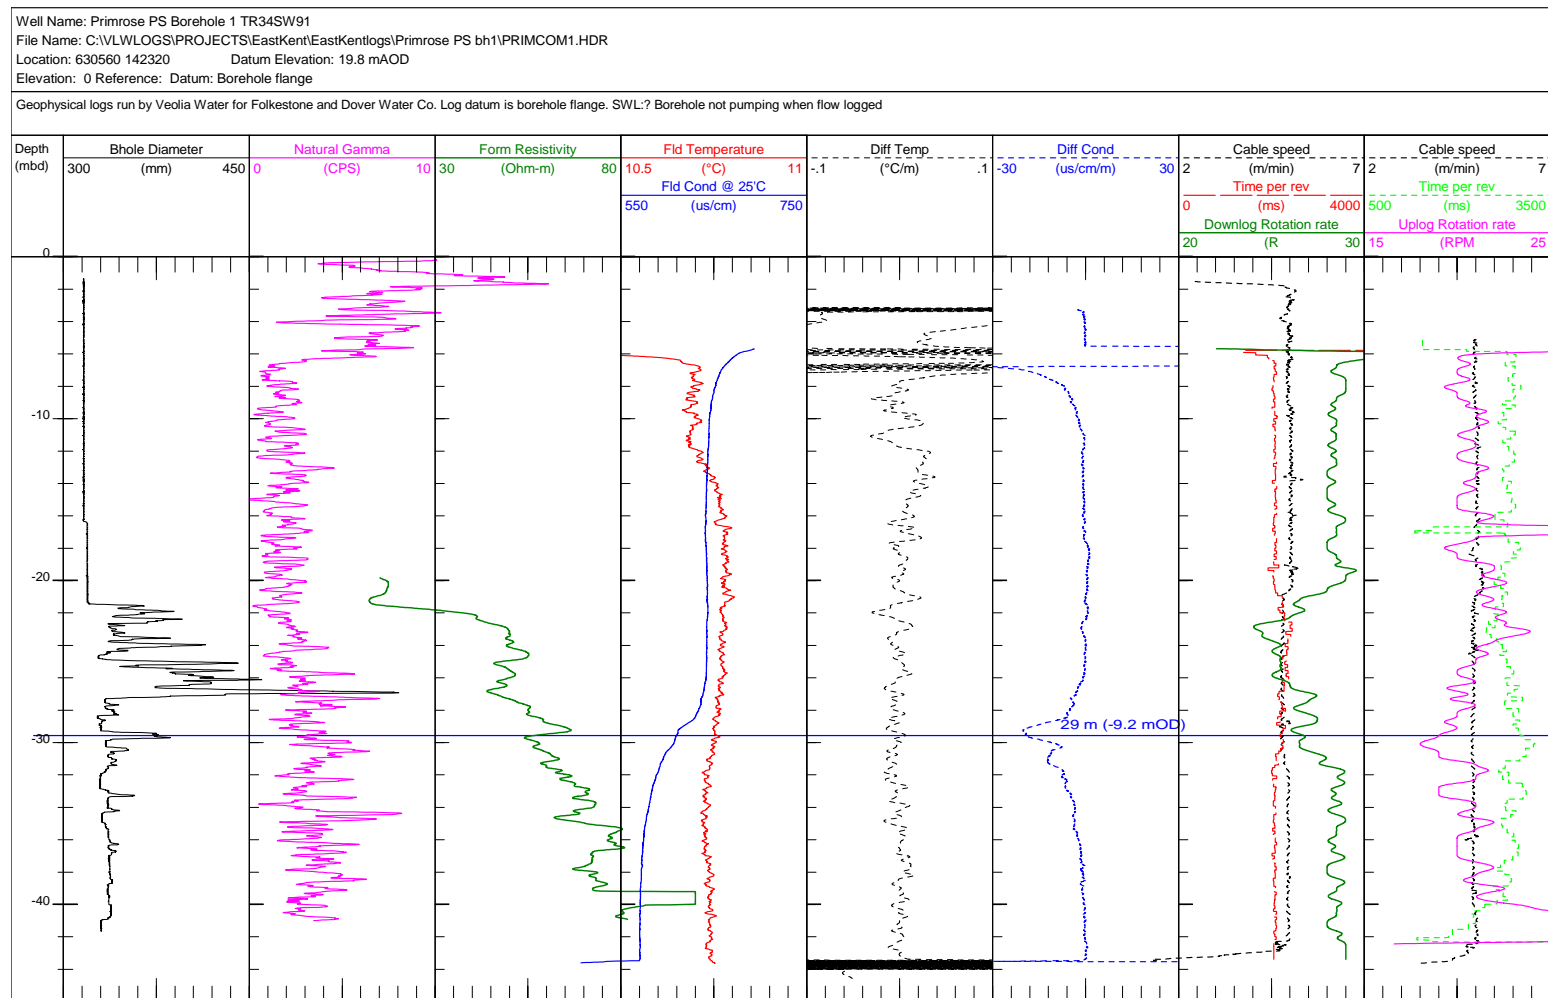 Well Name: Primrose PS Borehole 1 TR34SW91
File Name: C:\VLWLOGS\PROJECTS\EastKent\EastKentlogs\Primrose PS bh1\PRIMCOM1.HDR
Location: 630560 142320 Datum Elevation: 19.8 mAOD
Elevation: 0 Reference: Datum: Borehole flange
Geophysical logs run by Veolia Water for Folkestone and Dover Water Co. Log datum is borehole flange. SWL:? Borehole not pumping when flow logged
Depth Bhole Diameter Natural Gamma Form Resistivity Fld Temperature Diff Temp Diff Cond Cable speed Cable speed
(mbd) 300 (mm) 450 0 (CPS) 10 30 (Ohm-m) 80 10.5 (°C) 11 -.1 (°C/m) .1 -30 (us/cm/m) 30 2 (m/min) 7 2 (m/min) 7
Fld Cond @ 25'C Time per rev Time per rev
550 (us/cm) 750 0 (ms) 4000 500 (ms) 3500
Downlog Rotation rate Uplog Rotation rate
20 (R 30 15 (RPM 25
0
-10
-20
29 m (-9.2 mOD)
-30
-40